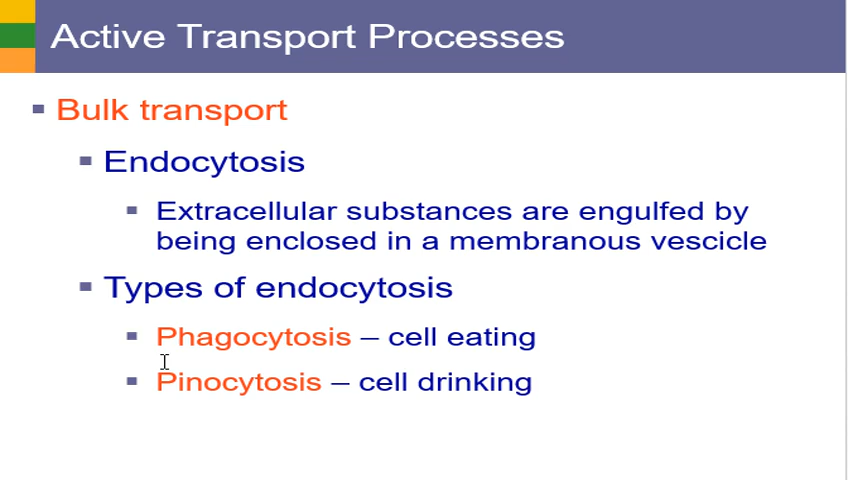 Active Transport Processes
Bulk transport
Endocytosis
Extracellular substances are engulfed by
being enclosed in a membranous vescicle
Types of endocytosis
Phagocytosis – cell eating
Pinocytosis – cell drinking